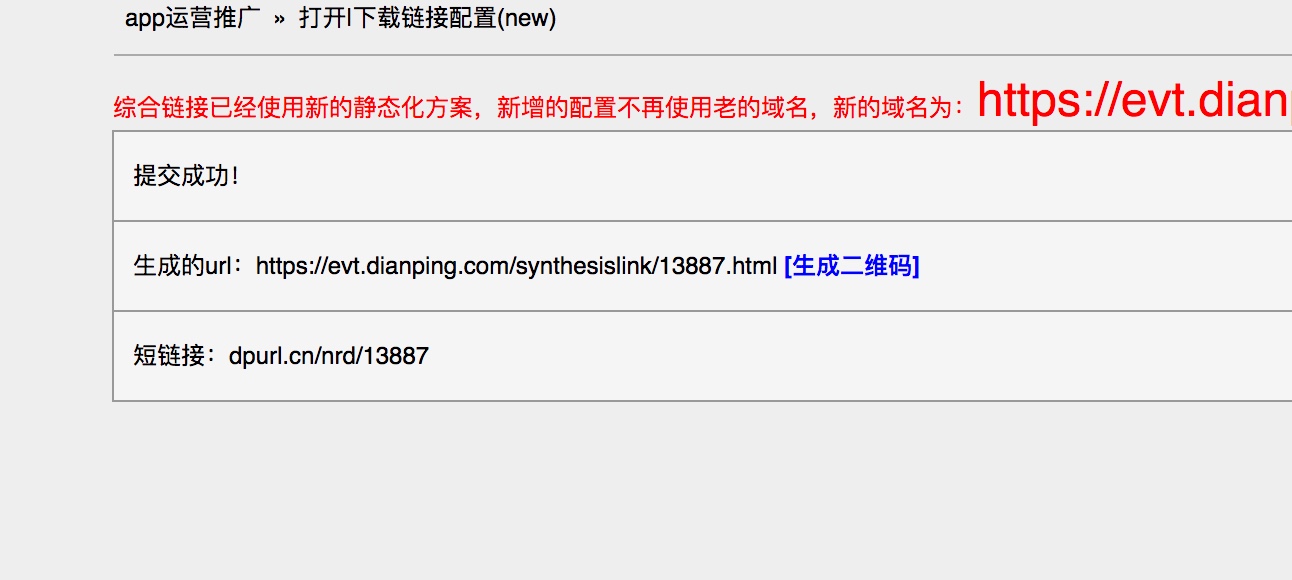 app运营推广 » 打开|下载链接配置(new)
综合链接已经使用新的静态化方案，新增的配置不再使用老的域名，新的域名为：https://evt.dian
提交成功！
生成的url：https://evt.dianping.com/synthesislink/13887.html [生成二维码]
短链接：dpurl.cn/nrd/13887